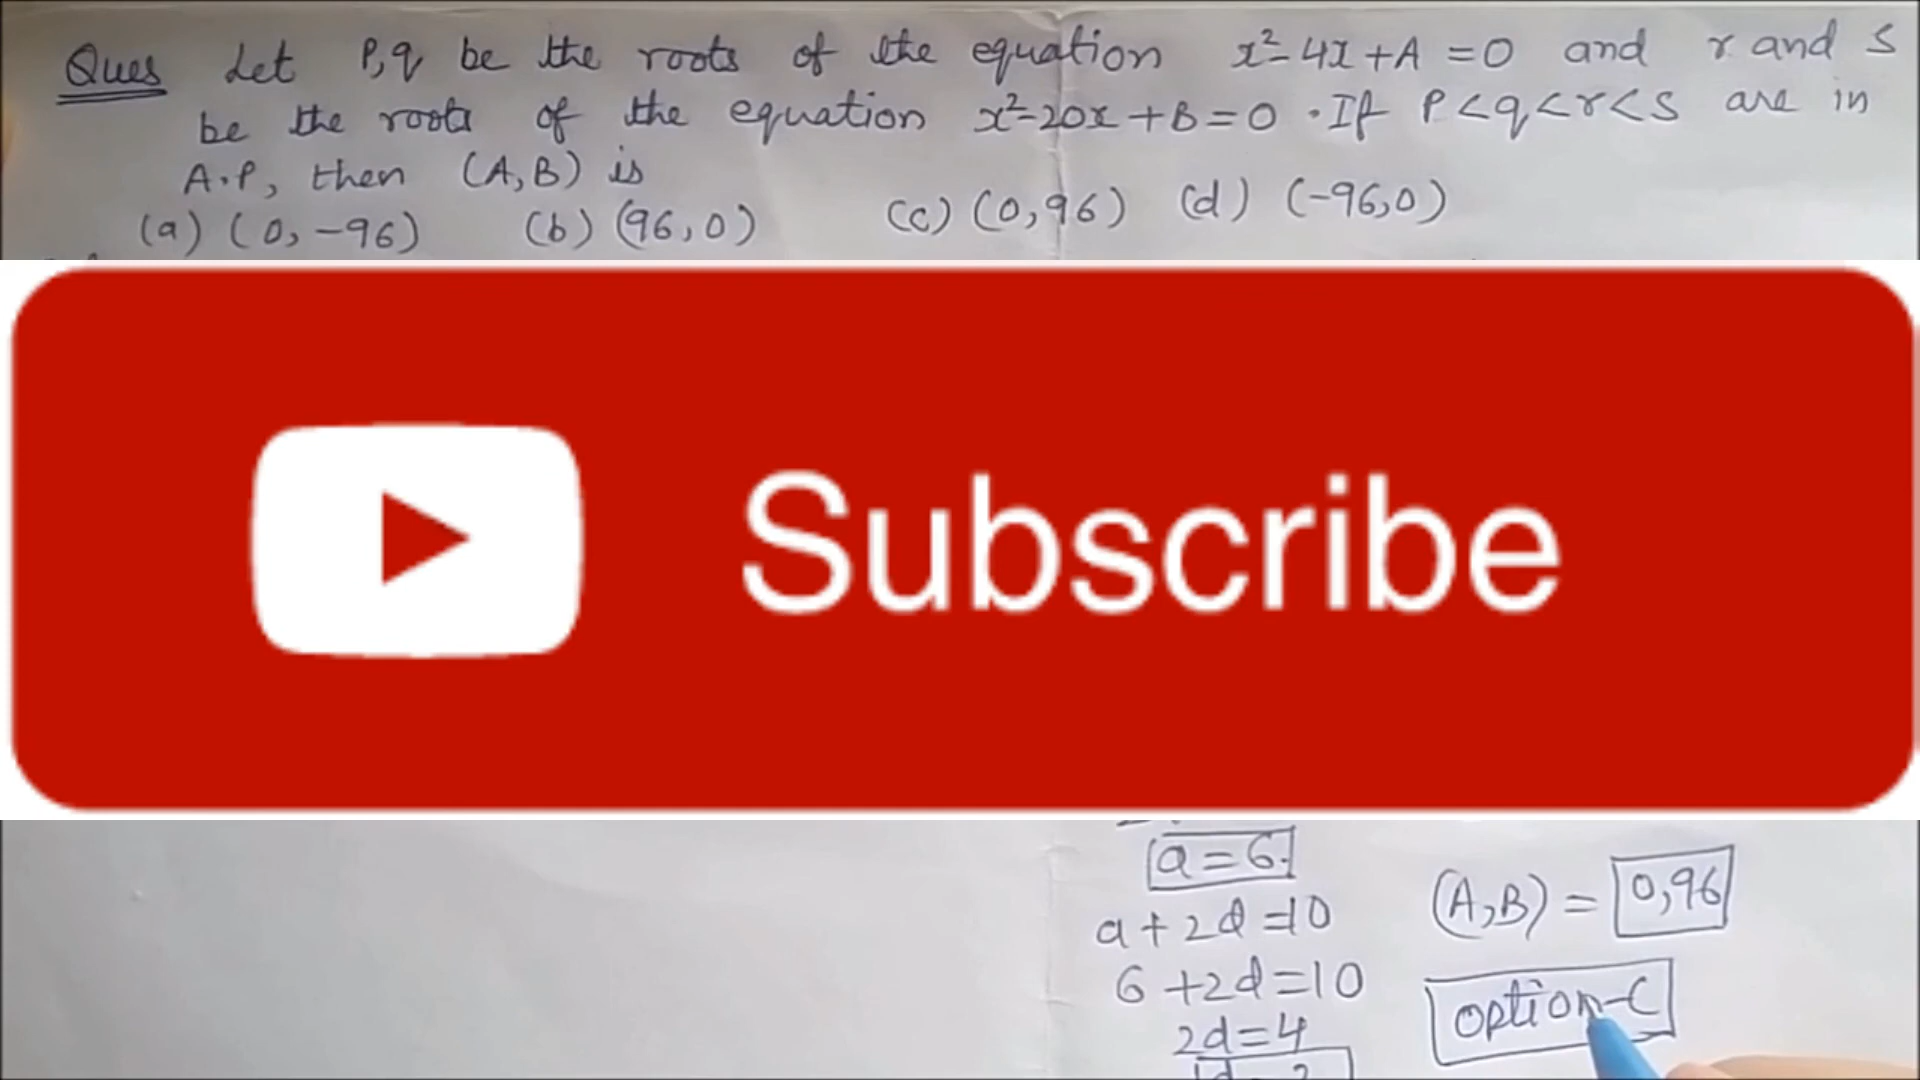 Ques Let P,q be the roots of the equation x²-4x+A=0 and r and s
be the roots of the equation x²-20x+B=0. If P<q<r<s are in
A.P, then (A,B) is
(a) (0,-96) (b) (96,0) (c) (0,96) (d) (-96,0)
Subscribe
a=6.
a+2d=10
6+2d=10
2d=4
(A,B) = 0,96
option-C